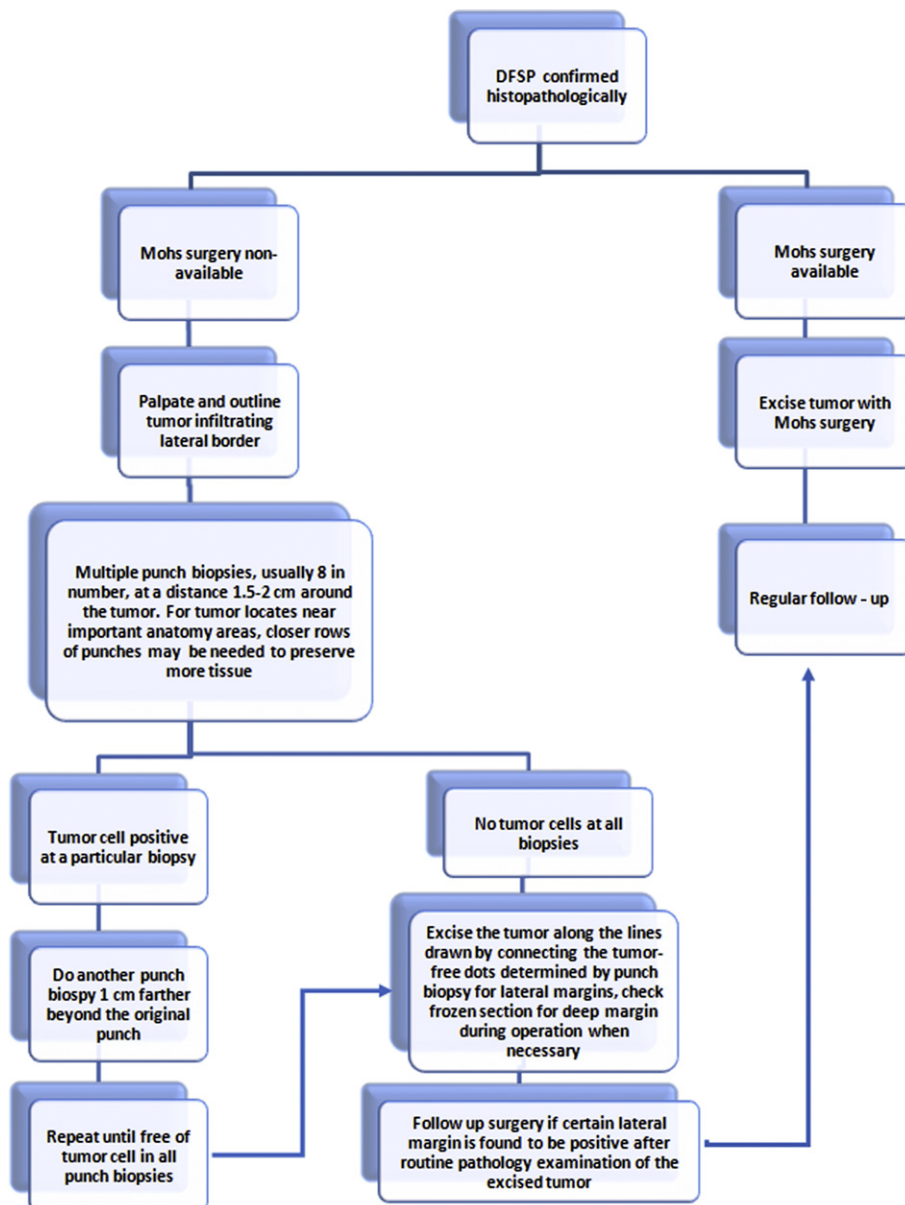 DFSP confirmed
histopathologically
Mohs surgery non-
available
Mohs surgery
available
Palpate and outline
tumor infiltrating
lateral border
Excise tumor with
Mohs surgery
Multiple punch biopsies, usually 8 in
number, at a distance 1.5-2 cm around
the tumor. For tumor locates near
important anatomy areas, closer rows
of punches may be needed to preserve
more tissue
Regular follow - up
Tumor cell positive
at a particular biopsy
No tumor cells at all
biopsies
Do another punch
biospy 1 cm farther
beyond the original
punch
Excise the tumor along the lines
drawn by connecting the tumor-
free dots determined by punch
biopsy for lateral margins, check
frozen section for deep margin
during operation when
necessary
Repeat until free of
tumor cell in all
punch biopsies
Follow up surgery if certain lateral
margin is found to be positive after
routine pathology examination of the
excised tumor